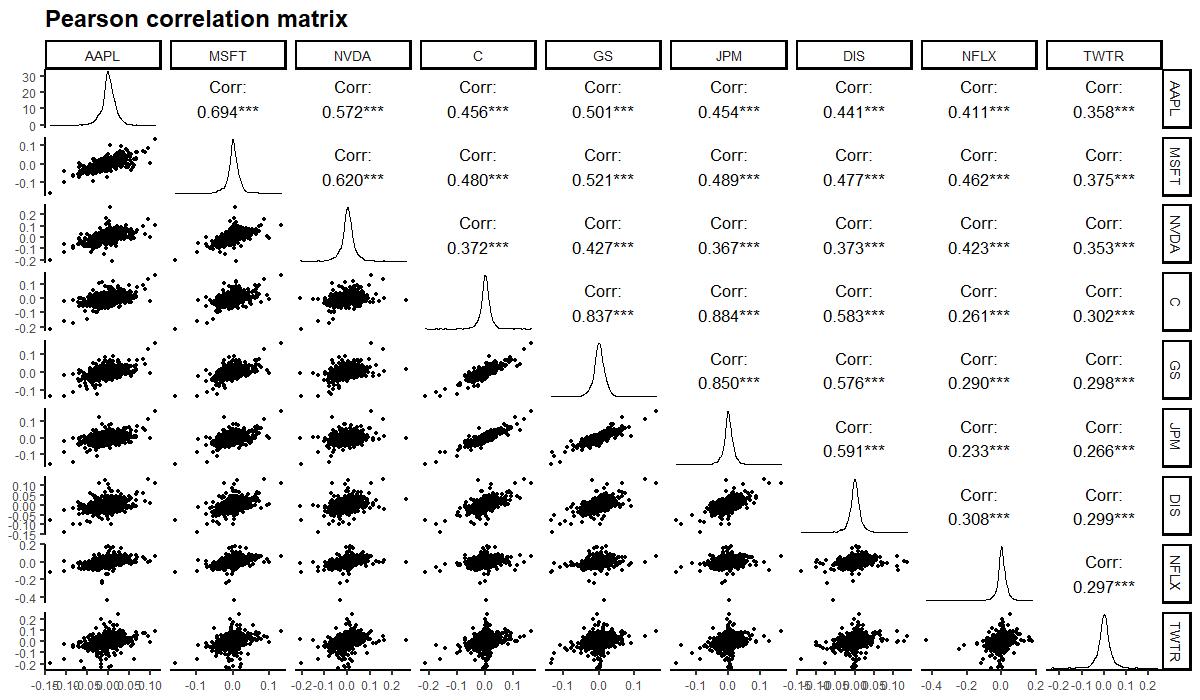 Pearson correlation matrix
AAPL MSFT NVDA C GS JPM DIS NFLX TWTR
30 Corr: Corr: Corr: Corr: Corr: Corr: Corr: Corr: AAPL
20
10 0.694*** 0.572*** 0.456*** 0.501*** 0.454*** 0.441*** 0.411*** 0.358***
0
0.1 Corr: Corr: Corr: Corr: Corr: Corr: Corr: MSFT
0.0
-0.1 0.620*** 0.480*** 0.521*** 0.489*** 0.477*** 0.462*** 0.375***
0.2 Corr: Corr: Corr: Corr: Corr: Corr: NVDA
0.1
0.0
-0.1 0.372*** 0.427*** 0.367*** 0.373*** 0.423*** 0.353***
-0.2
0.1 Corr: Corr: Corr: Corr: Corr: C
0.0
-0.1 0.837*** 0.884*** 0.583*** 0.261*** 0.302***
-0.2
0.1 Corr: Corr: Corr: Corr: GS
0.0
-0.1 0.850*** 0.576*** 0.290*** 0.298***
0.1 Corr: Corr: Corr: JPM
0.0
-0.1 0.591*** 0.233*** 0.266***
0.10 Corr: Corr: DIS
0.05
0.00
-0.05 0.308*** 0.299***
-0.10
-0.15
0.2 Corr: NFLX
0.0
-0.2 0.297***
-0.4
0.2 TWTR
0.1
0.0
-0.1
-0.2
-0.15 -0.10 -0.05 0.00 0.05 0.10 -0.1 0.0 0.1 -0.2 -0.1 0.0 0.1 0.2 -0.2 -0.1 0.0 0.1 -0.1 0.0 0.1 -0.1 0.0 0.1 -0.15 -0.10 -0.05 0.00 0.05 0.10 -0.4 -0.2 0.0 0.2 -0.2 -0.1 0.0 0.1 0.2